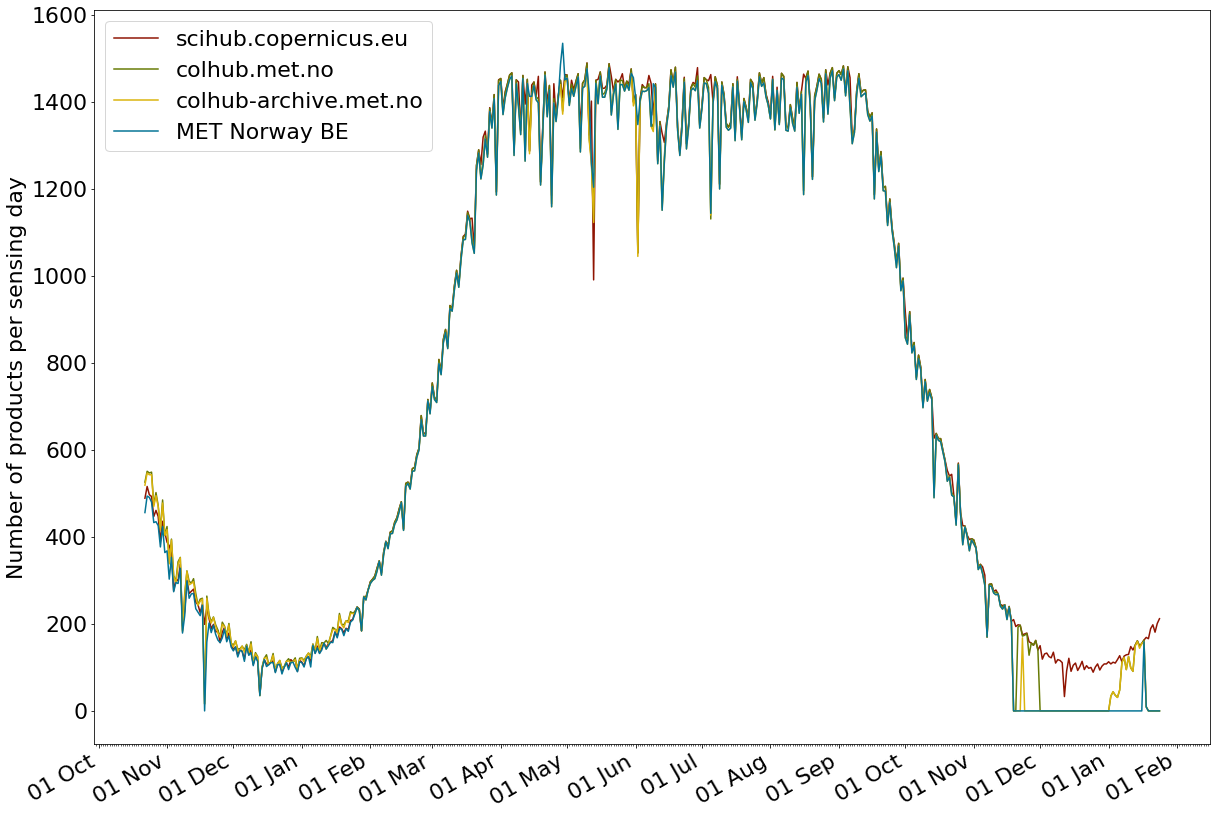 1600
1400
1200
1000
800
600
400
200
0
Number of products per sensing day
scihub.copernicus.eu
colhub.met.no
colhub-archive.met.no
MET Norway BE
01 Oct
01 Nov
01 Dec
01 Jan
01 Feb
01 Mar
01 Apr
01 May
01 Jun
01 Jul
01 Aug
01 Sep
01 Oct
01 Nov
01 Dec
01 Jan
01 Feb